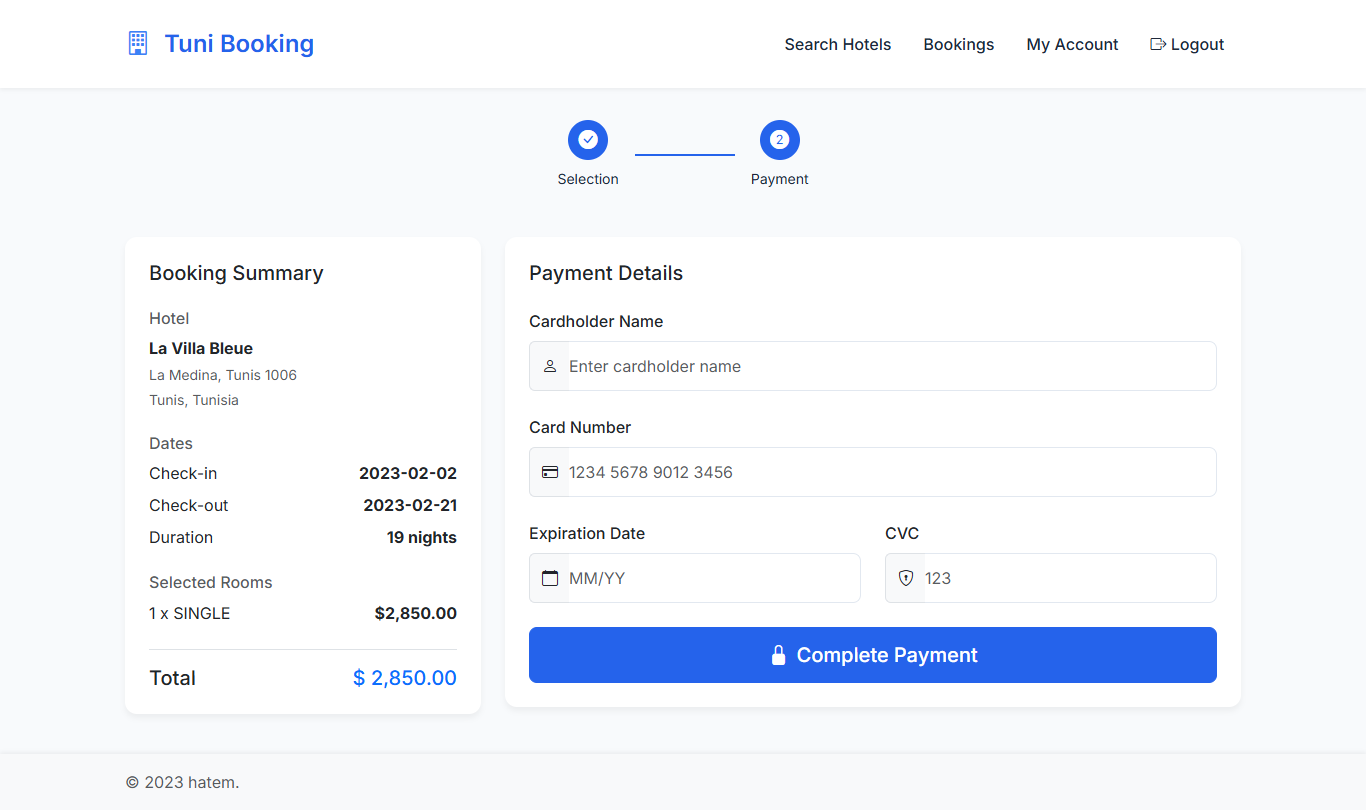 Tuni Booking
Search Hotels Bookings My Account Logout
2
Selection Payment
Booking Summary
Hotel
La Villa Bleue
La Medina, Tunis 1006
Tunis, Tunisia
Dates
Check-in 2023-02-02
Check-out 2023-02-21
Duration 19 nights
Selected Rooms
1 x SINGLE $2,850.00
Total $ 2,850.00
Payment Details
Cardholder Name
Enter cardholder name
Card Number
1234 5678 9012 3456
Expiration Date CVC
MM/YY 123
Complete Payment
© 2023 hatem.